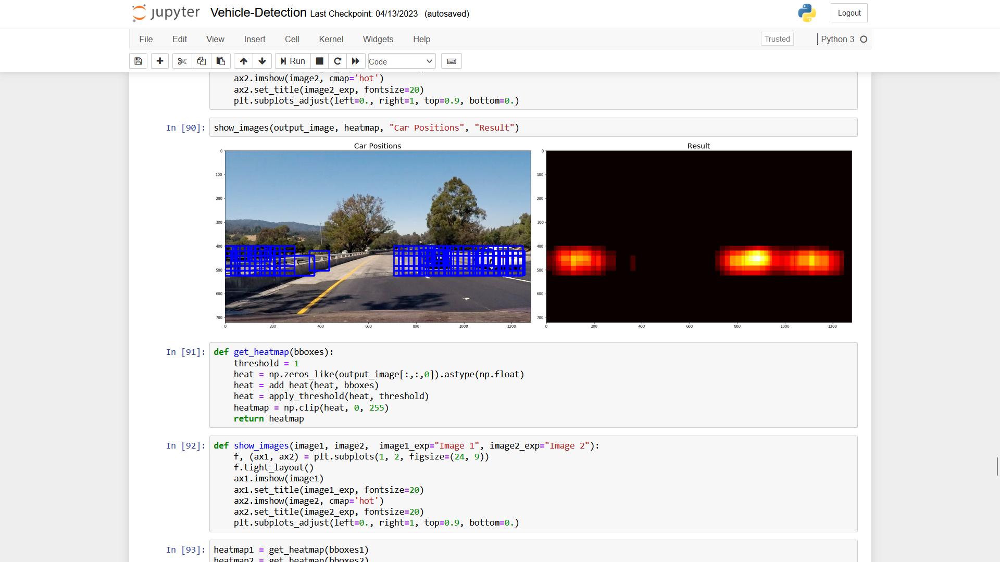 jupyter Vehicle-Detection Last Checkpoint: 04/13/2023 (autosaved) Logout
File Edit View Insert Cell Kernel Widgets Help Trusted Python 3
Run Code
ax2.imshow(image2, cmap='hot')
ax2.set_title(image2_exp, fontsize=20)
plt.subplots_adjust(left=0., right=1, top=0.9, bottom=0.)
In [90]: show_images(output_image, heatmap, "Car Positions", "Result")
Car Positions
0
100
200
300
400
500
600
700
0 200 400 600 800 1000 1200
Result
0
100
200
300
400
500
600
700
0 200 400 600 800 1000 1200
In [91]: def get_heatmap(bboxes):
threshold = 1
heat = np.zeros_like(output_image[:,:,0]).astype(np.float)
heat = add_heat(heat, bboxes)
heat = apply_threshold(heat, threshold)
heatmap = np.clip(heat, 0, 255)
return heatmap
In [92]: def show_images(image1, image2,  image1_exp="Image 1", image2_exp="Image 2"):
f, (ax1, ax2) = plt.subplots(1, 2, figsize=(24, 9))
f.tight_layout()
ax1.imshow(image1)
ax1.set_title(image1_exp, fontsize=20)
ax2.imshow(image2, cmap='hot')
ax2.set_title(image2_exp, fontsize=20)
plt.subplots_adjust(left=0., right=1, top=0.9, bottom=0.)
In [93]: heatmap1 = get_heatmap(bboxes1)
heatmap2 = get_heatmap(bboxes2)